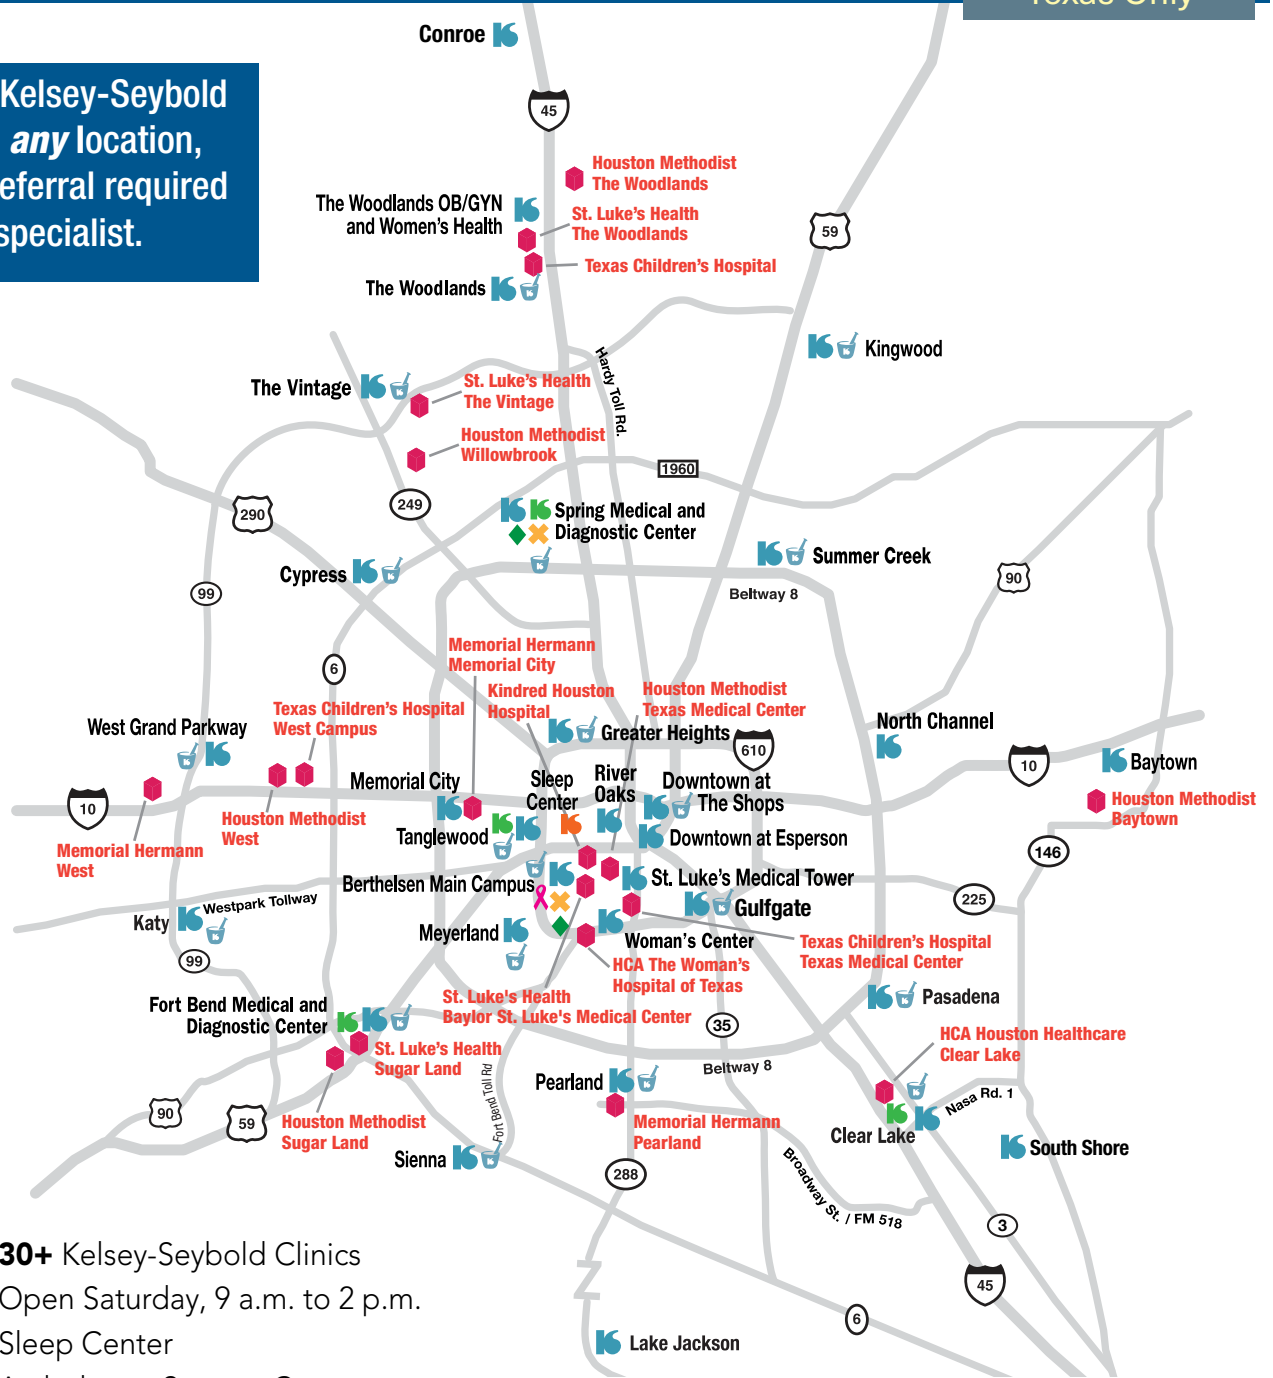 Texas Only
Kelsey-Seybold
any location,
eferral required
specialist.
Conroe
45
Houston Methodist
The Woodlands
The Woodlands OB/GYN
and Women's Health
St. Luke's Health
The Woodlands
Texas Children's Hospital
The Woodlands
59
Kingwood
Hardy Toll Rd.
The Vintage
St. Luke's Health
The Vintage
Houston Methodist
Willowbrook
1960
249
290
Spring Medical and
Diagnostic Center
Summer Creek
Cypress
Beltway 8
90
99
6
Memorial Hermann
Memorial City
Kindred Houston
Hospital
Houston Methodist
Texas Medical Center
Texas Children's Hospital
West Campus
West Grand Parkway
Greater Heights
610
North Channel
10
Baytown
Houston Methodist
Baytown
Memorial City
Sleep
Center
River
Oaks
Downtown at
The Shops
10
Houston Methodist
West
Memorial Hermann
West
Tanglewood
Downtown at Esperson
146
Berthelsen Main Campus
St. Luke's Medical Tower
225
Westpark Tollway
Katy
Gulfgate
99
Meyerland
Woman's Center
Texas Children's Hospital
Texas Medical Center
HCA The Woman's
Hospital of Texas
St. Luke's Health
Baylor St. Luke's Medical Center
Pasadena
Fort Bend Medical and
Diagnostic Center
35
HCA Houston Healthcare
Clear Lake
St. Luke's Health
Sugar Land
Beltway 8
Fort Bend Toll Rd
Pearland
Nasa Rd. 1
90
59
Houston Methodist
Sugar Land
Memorial Hermann
Pearland
Clear Lake
South Shore
Sienna
288
Broadway St. / FM 518
3
45
6
Lake Jackson
30+ Kelsey-Seybold Clinics
Open Saturday, 9 a.m. to 2 p.m.
Sleep Center